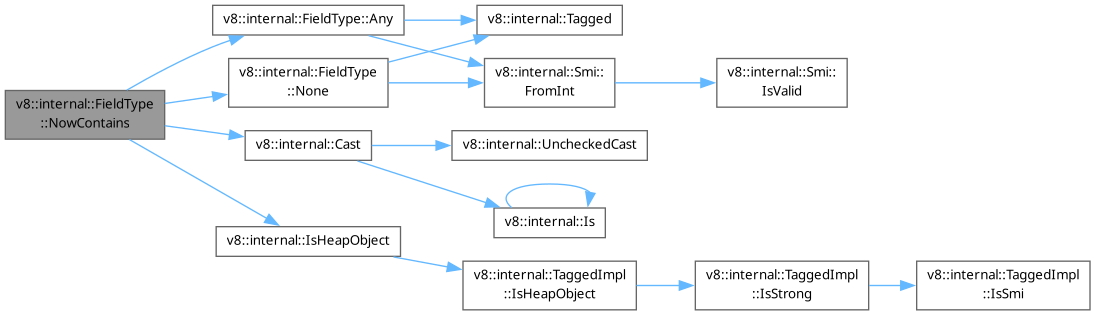 v8::internal::FieldType
::NowContains
v8::internal::FieldType::Any
v8::internal::Tagged
v8::internal::FieldType
::None
v8::internal::Smi::
FromInt
v8::internal::Smi::
IsValid
v8::internal::Cast
v8::internal::UncheckedCast
v8::internal::Is
v8::internal::IsHeapObject
v8::internal::TaggedImpl
::IsHeapObject
v8::internal::TaggedImpl
::IsStrong
v8::internal::TaggedImpl
::IsSmi